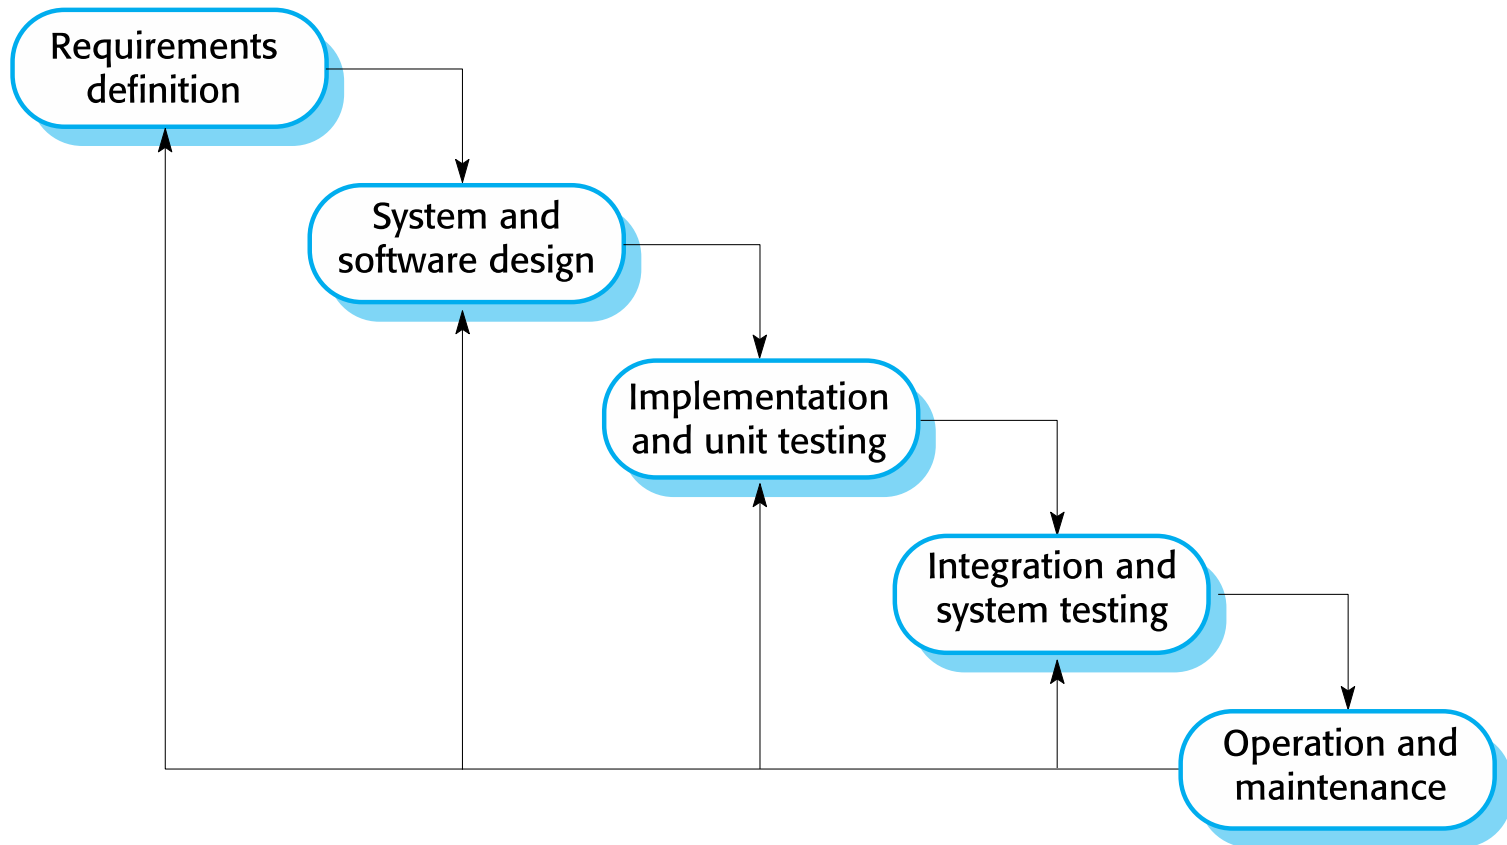 Requirements
definition
System and
software design
Implementation
and unit testing
Integration and
system testing
Operation and
maintenance